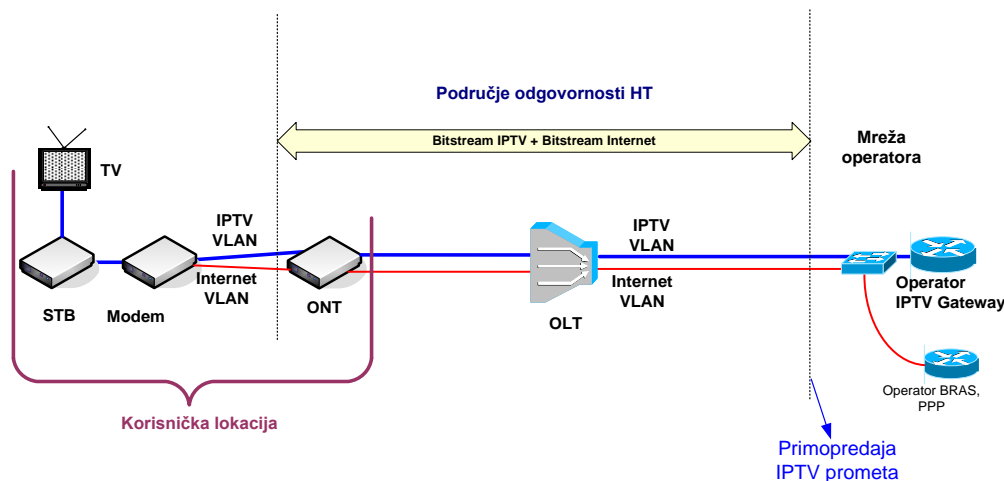 Područje odgovornosti HT
Bitstream IPTV + Bitstream Internet
Mreža
operatora
TV
IPTV
VLAN
Internet
VLAN
IPTV
VLAN
Internet
VLAN
STB
Modem
ONT
OLT
Operator
IPTV Gateway
Operator BRAS,
PPP
Korisnička lokacija
Primopredaja
IPTV prometa